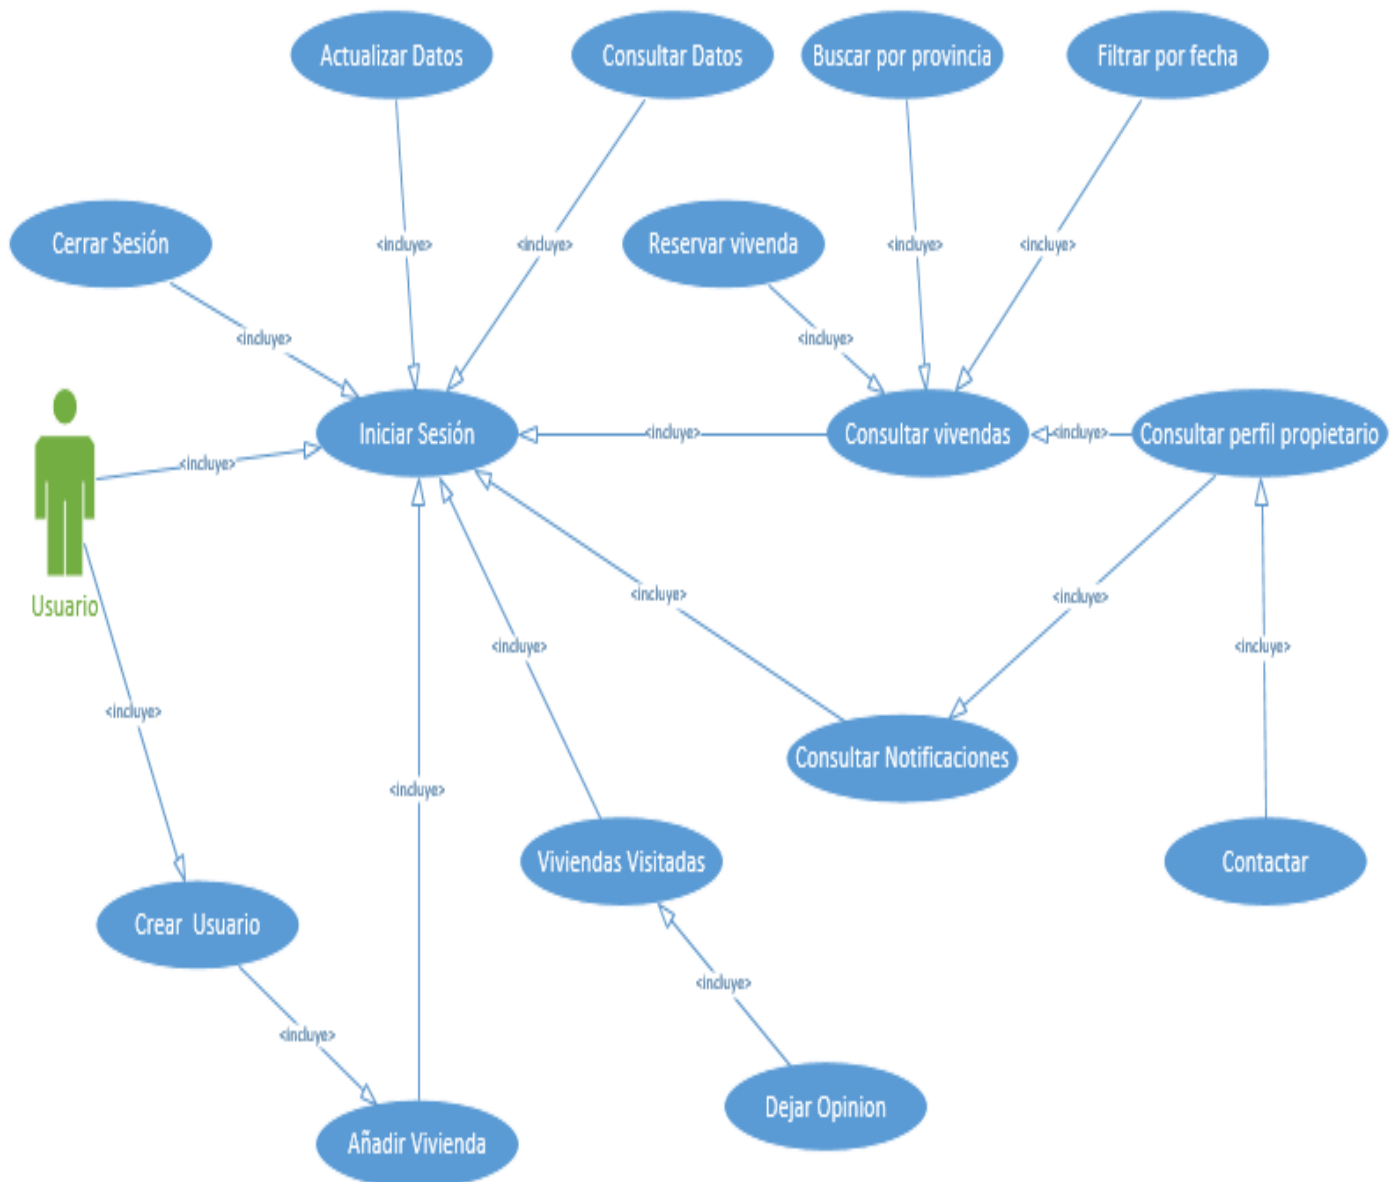 Actualizar Datos
Consultar Datos
Buscar por provincia
Filtrar por fecha
Cerrar Sesión
<incluye>
<incluye>
Reservar vivenda
<incluye>
<incluye>
<incluye>
<incluye>
Iniciar Sesión
<incluye>
Consultar vivendas
<incluye>
Consultar perfil propietario
<incluye>
Usuario
<incluye>
<incluye>
<incluye>
<incluye>
<incluye>
Consultar Notificaciones
<incluye>
Viviendas Visitadas
Contactar
Crear  Usuario
<incluye>
<incluye>
Dejar Opinion
Añadir Vivienda